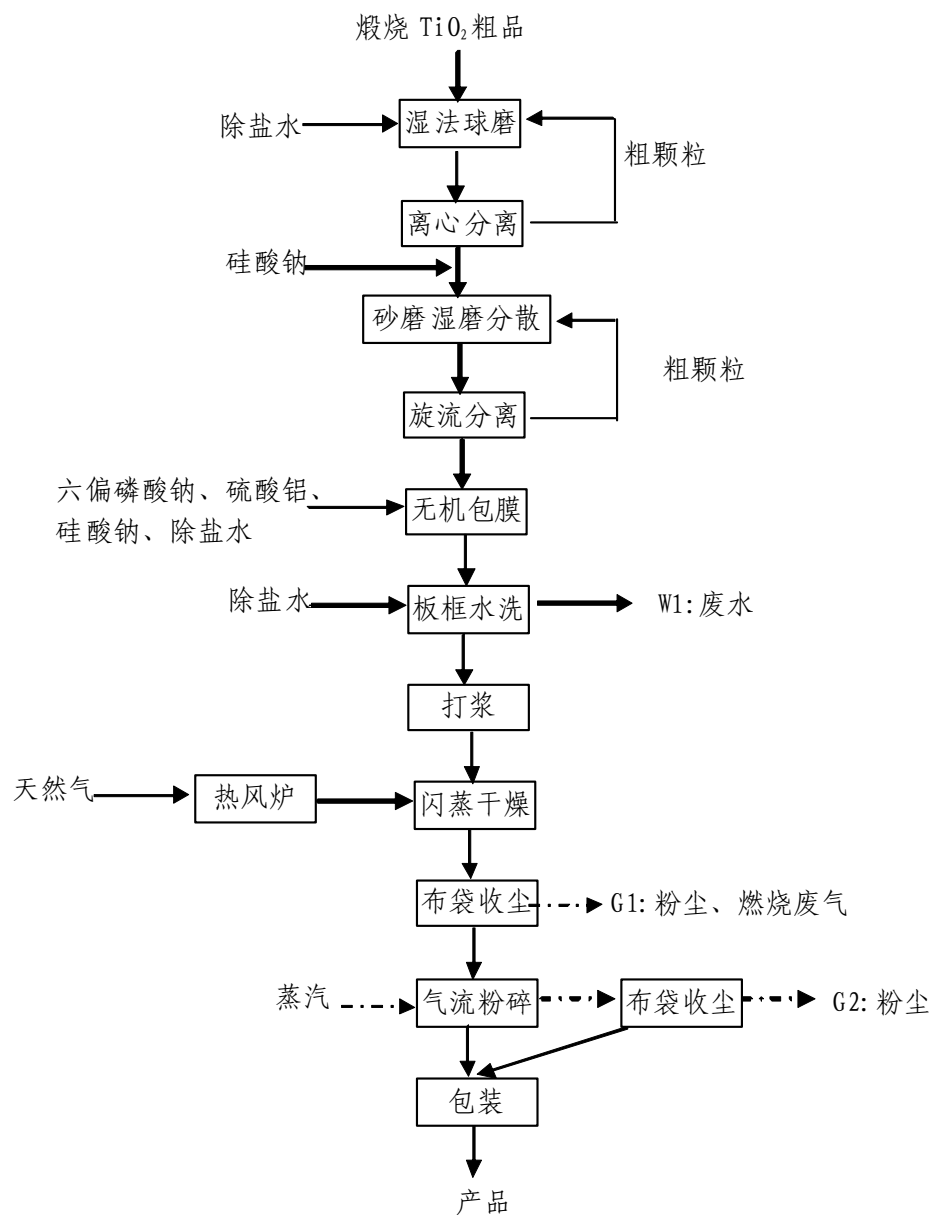 煅烧 TiO₂粗品
除盐水
湿法球磨
粗颗粒
离心分离
硅酸钠
砂磨湿磨分散
粗颗粒
旋流分离
六偏磷酸钠、硫酸铝、
硅酸钠、除盐水
无机包膜
除盐水
板框水洗
W1:废水
打浆
天然气
热风炉
闪蒸干燥
布袋收尘
G1:粉尘、燃烧废气
蒸汽
气流粉碎
布袋收尘
G2:粉尘
包装
产品